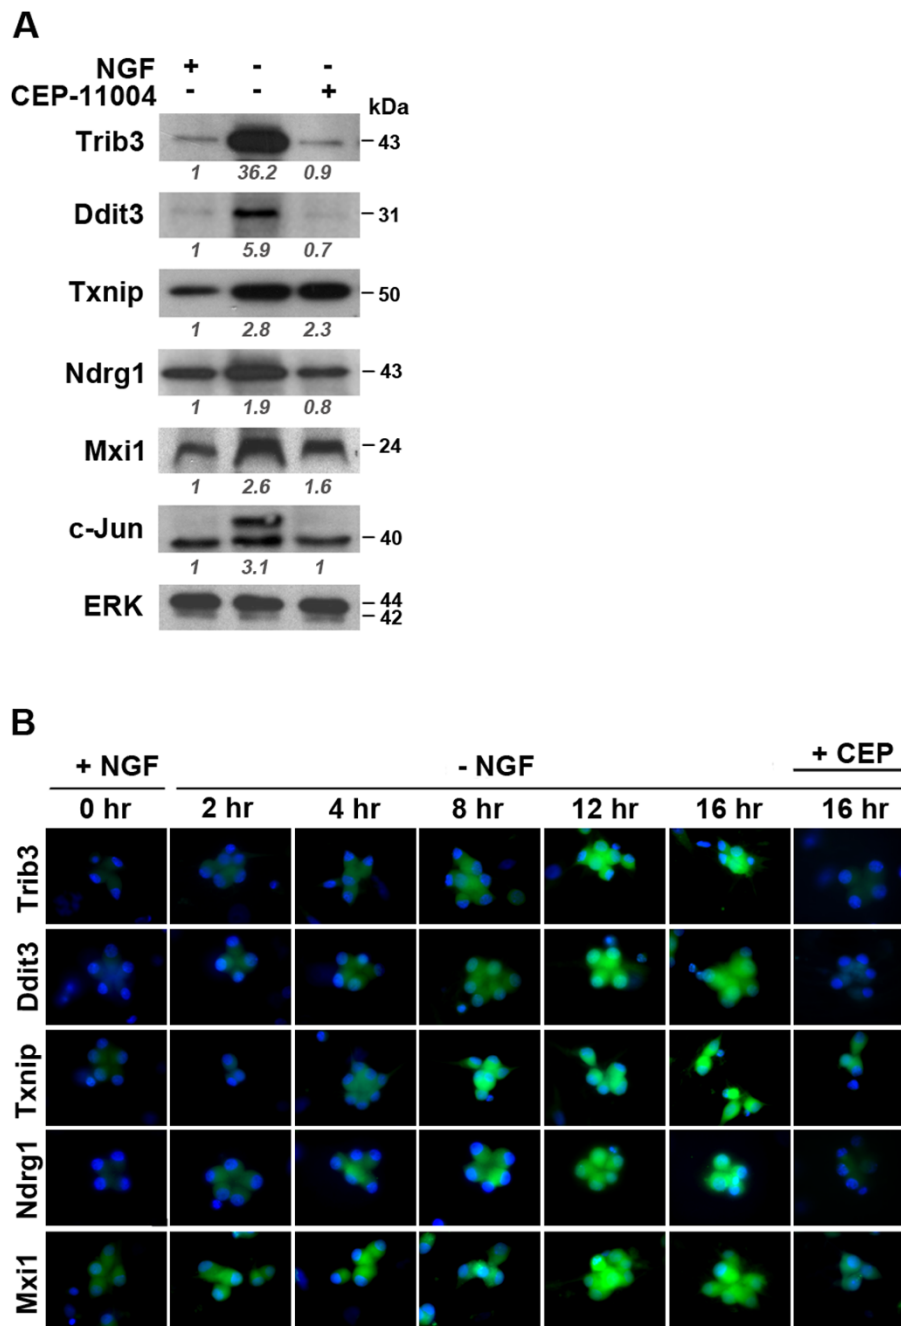 A
NGF + - -
CEP-11004 - - +
kDa
Trib3 43
1 36.2 0.9
Ddit3 31
1 5.9 0.7
Txnip 50
1 2.8 2.3
Ndrg1 43
1 1.9 0.8
Mxi1 24
1 2.6 1.6
c-Jun 40
1 3.1 1
ERK 44
42
B
+ NGF - NGF + CEP
0 hr 2 hr 4 hr 8 hr 12 hr 16 hr 16 hr
Trib3
Ddit3
Txnip
Ndrg1
Mxi1